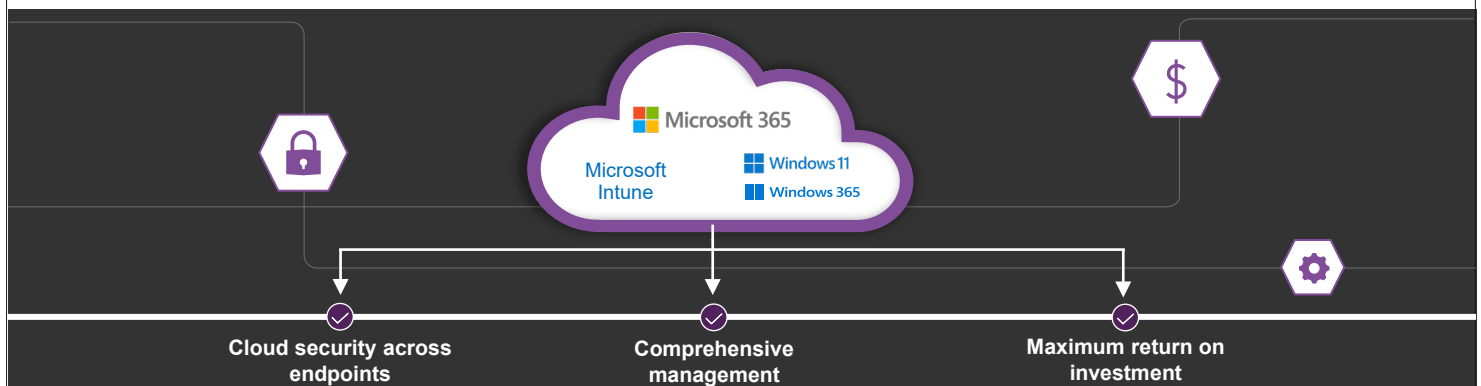 $
Microsoft 365
Microsoft
Intune
Windows 11
Windows 365
Cloud security across
endpoints
Comprehensive
management
Maximum return on
investment